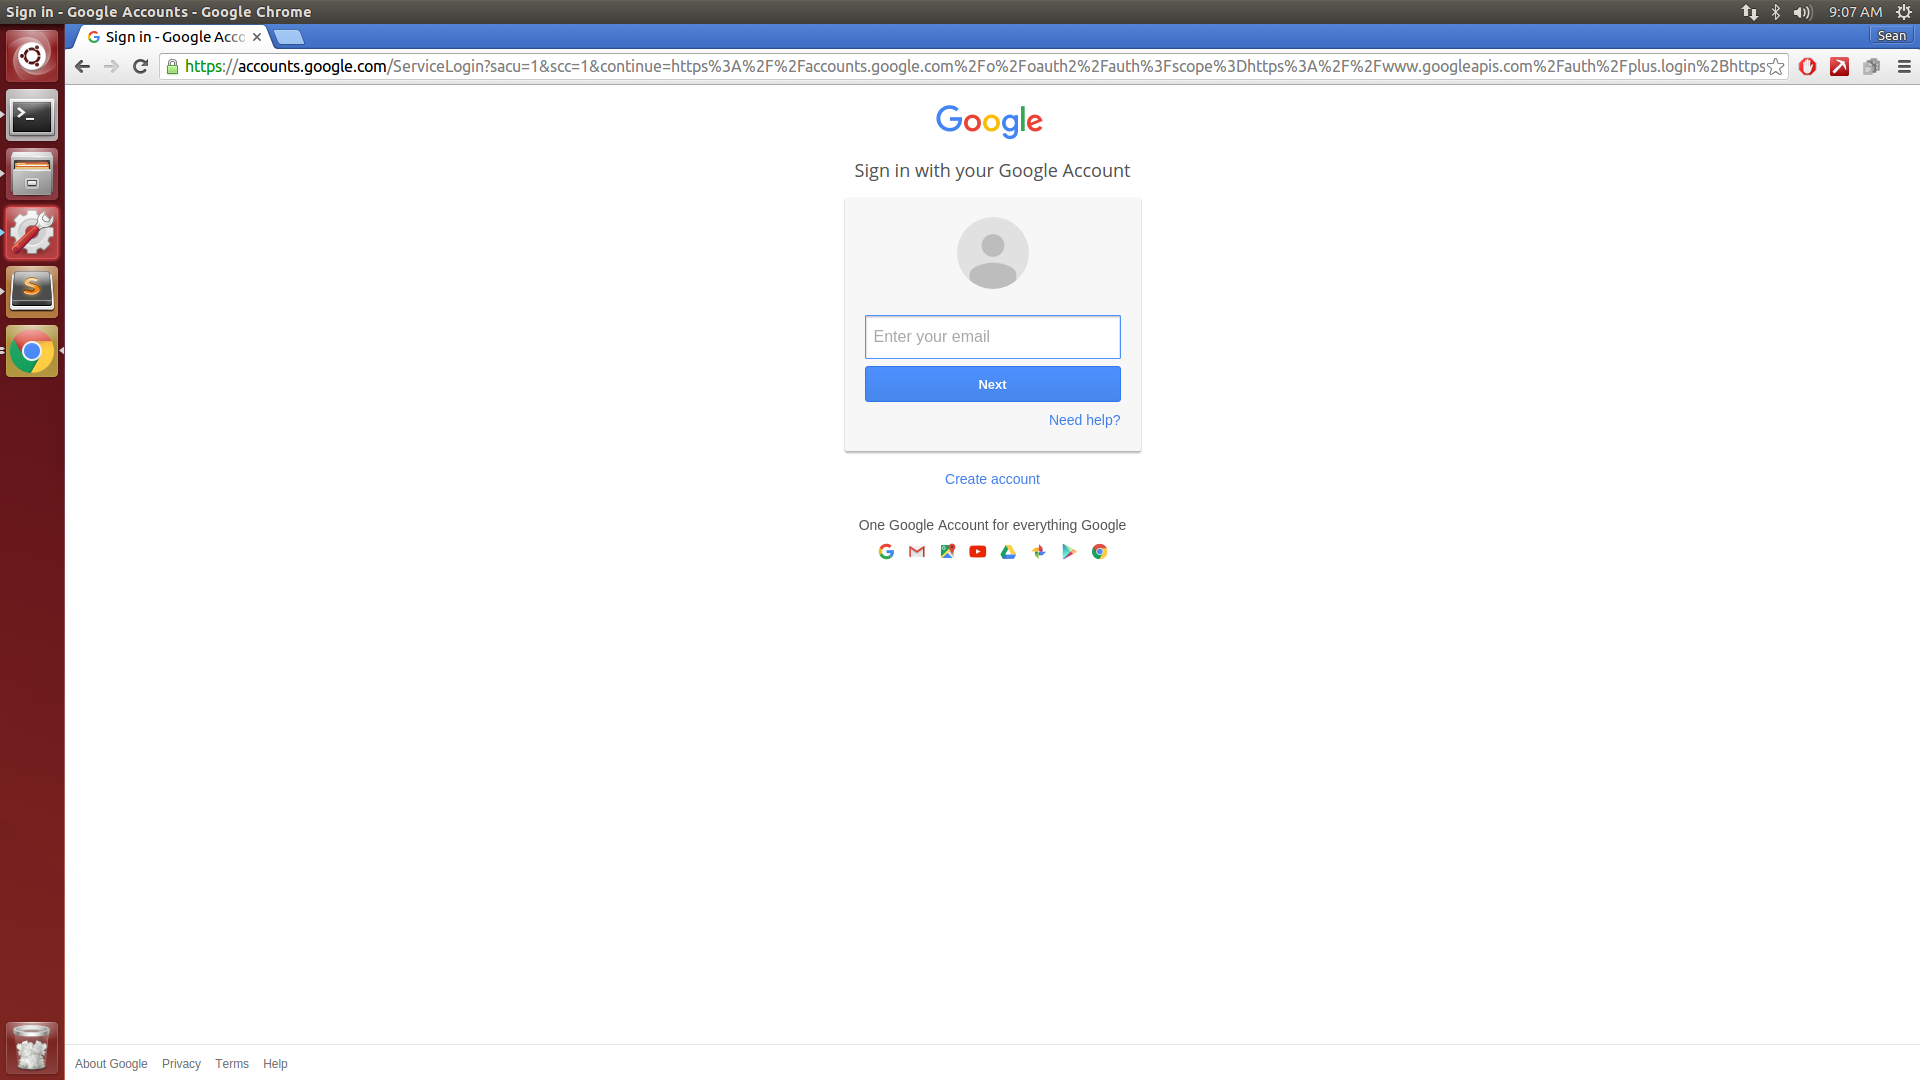 Sign in - Google Accounts - Google Chrome
9:07 AM
Sign in - Google Acco
Sean
https://accounts.google.com/ServiceLogin?sacu=1&scc=1&continue=https%3A%2F%2Faccounts.google.com%2Fo%2Foauth2%2Fauth%3Fscope%3Dhttps%3A%2F%2Fwww.googleapis.com%2Fauth%2Fplus.login%2Bhttps
Google
Sign in with your Google Account
Enter your email
Next
Need help?
Create account
One Google Account for everything Google
About Google Privacy Terms Help